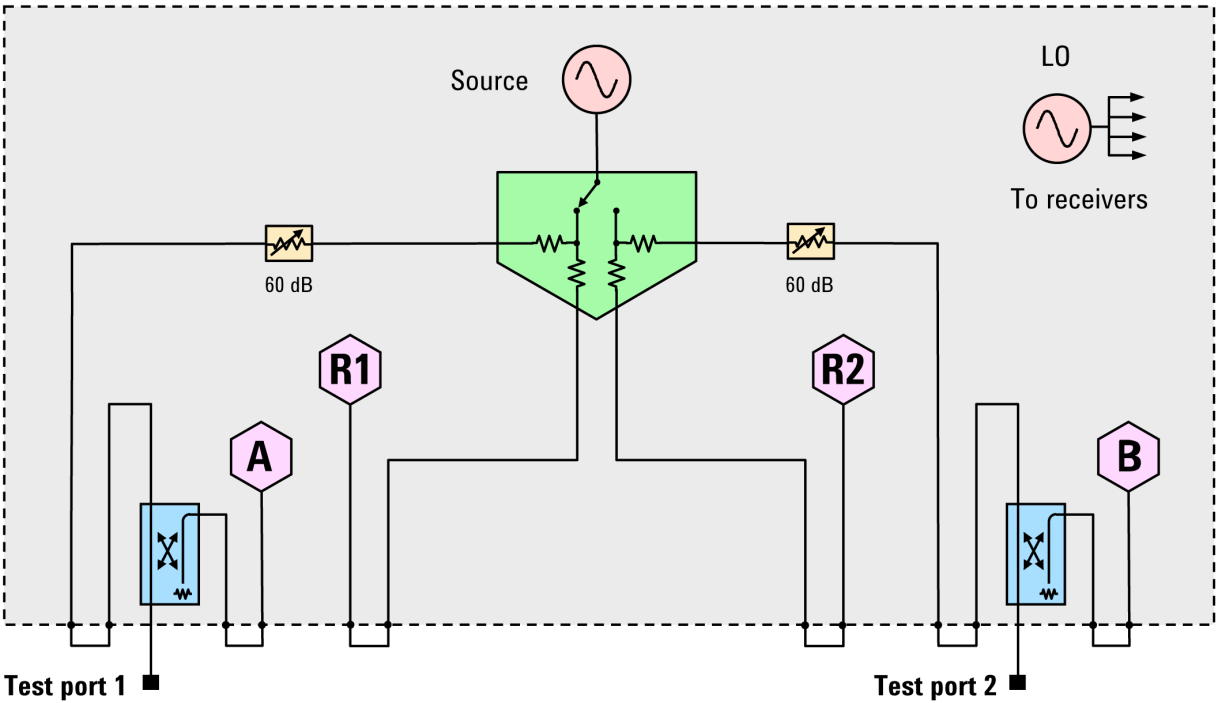 LO
Source
To receivers
60 dB
60 dB
R1
R2
A
B
Test port 1
Test port 2